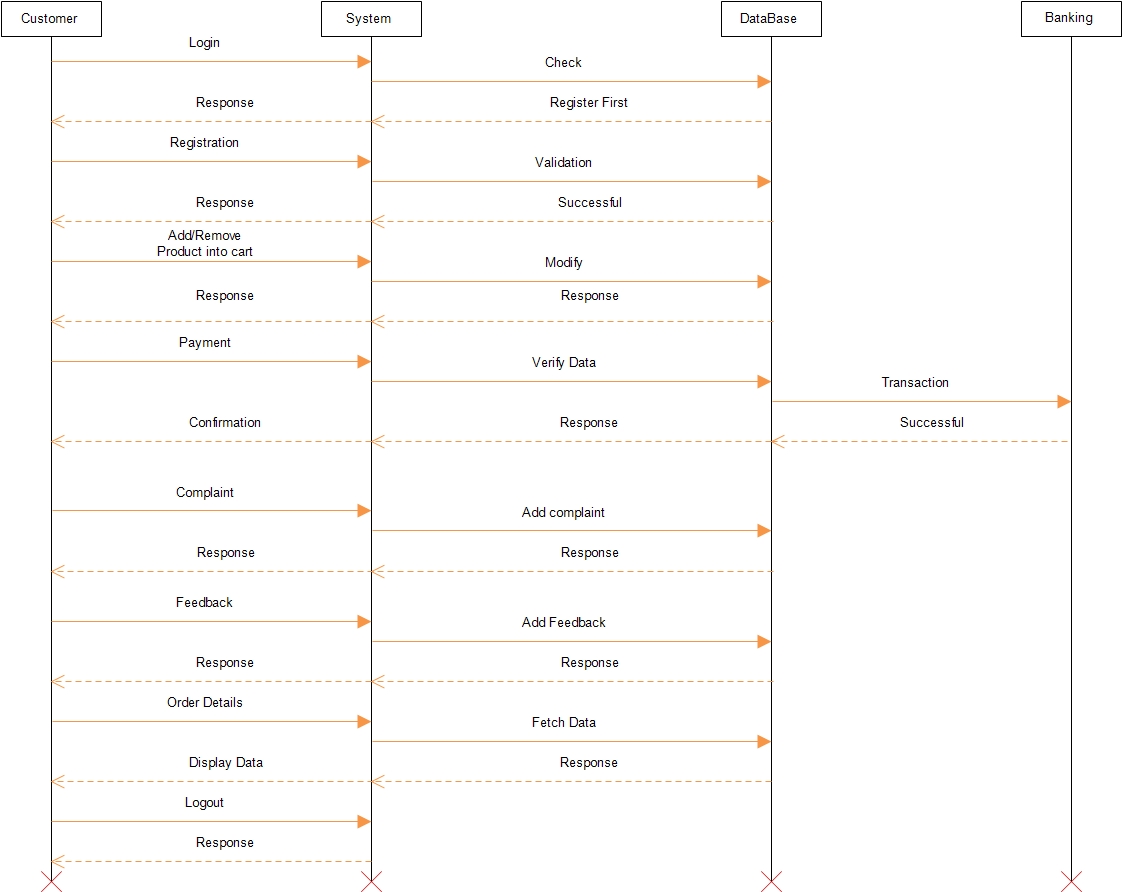 Customer
System
DataBase
Banking
Login
Check
Response
Register First
Registration
Validation
Response
Successful
Add/Remove
Product into cart
Modify
Response
Response
Payment
Verify Data
Transaction
Confirmation
Response
Successful
Complaint
Add complaint
Response
Response
Feedback
Add Feedback
Response
Response
Order Details
Fetch Data
Display Data
Response
Logout
Response